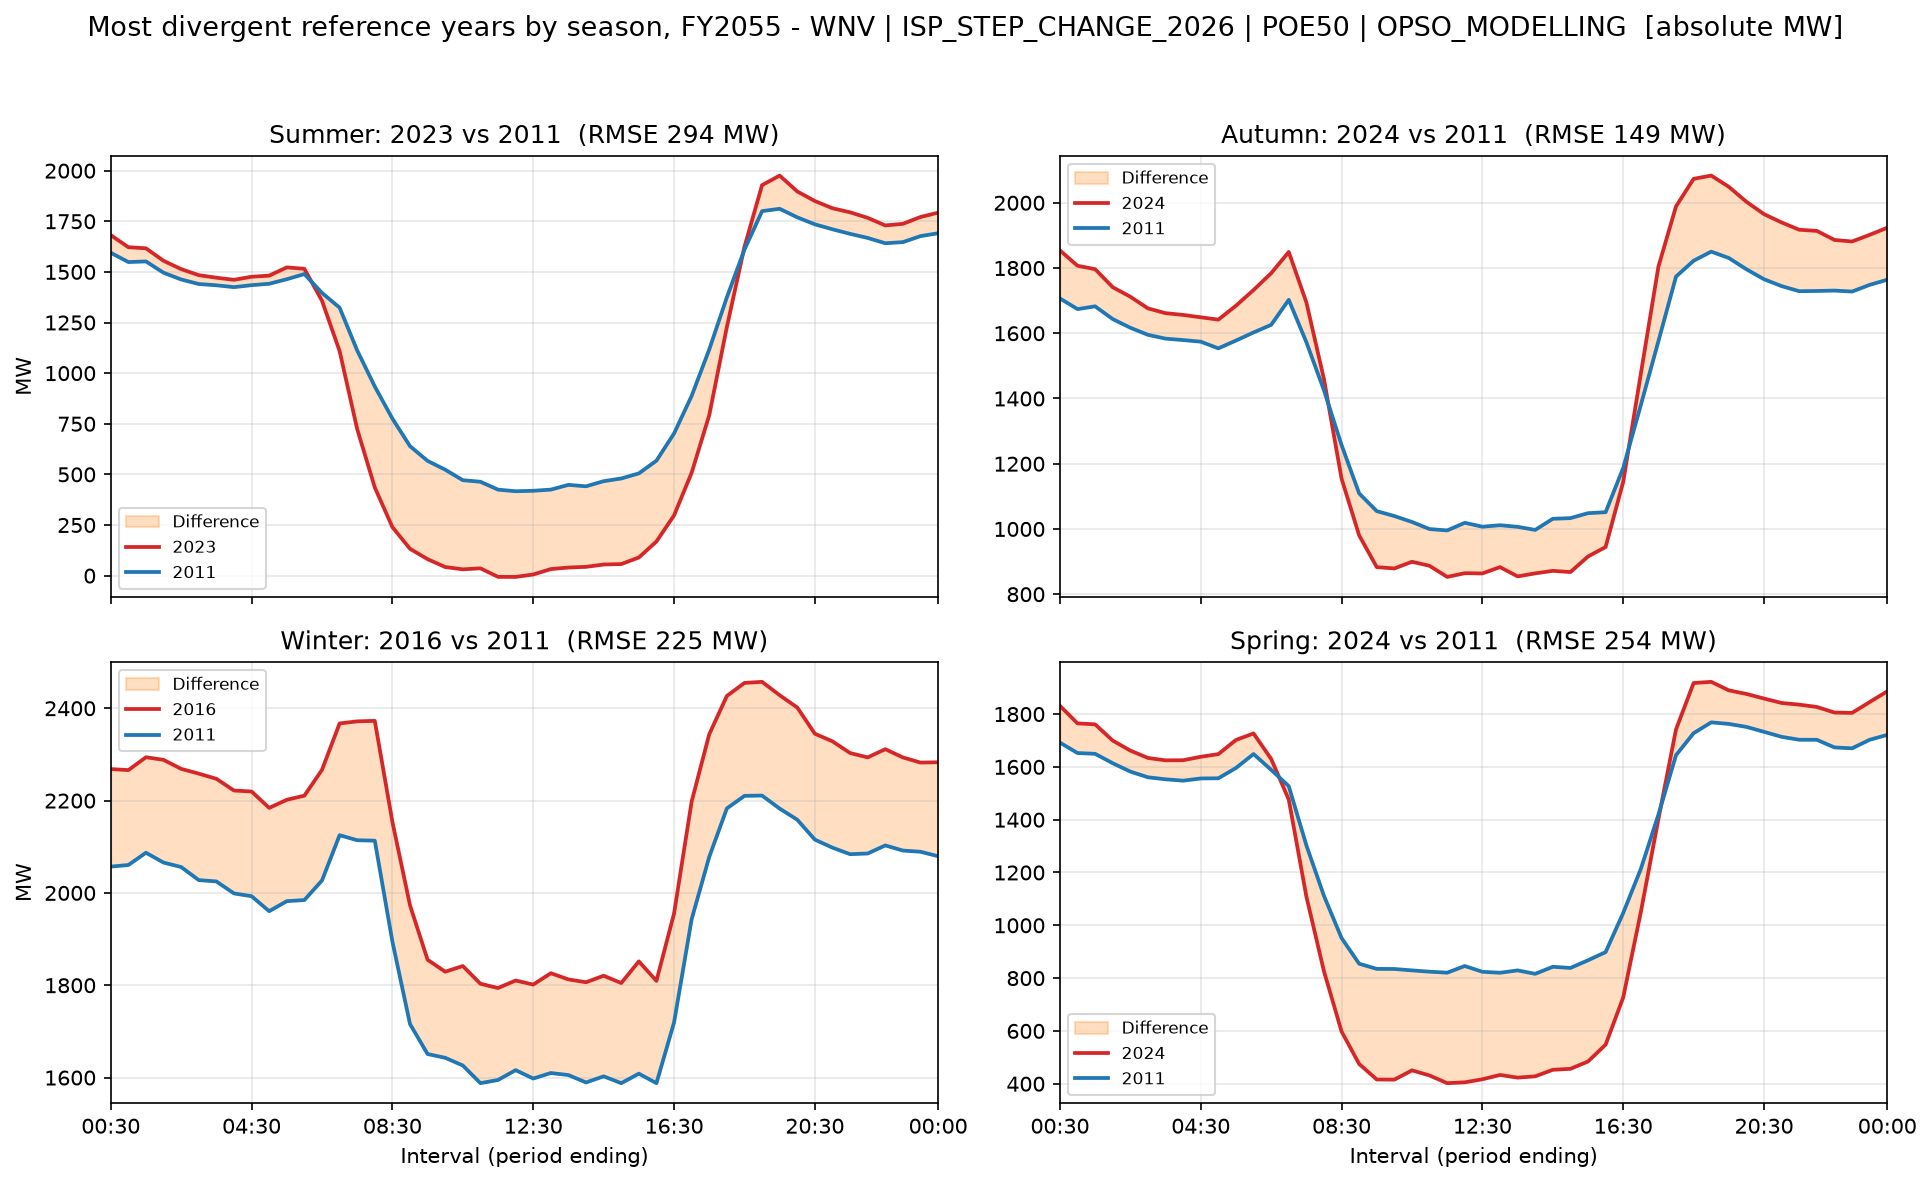 Most divergent reference years by season, FY2055 - WNV | ISP_STEP_CHANGE_2026 | POE50 | OPSO_MODELLING  [absolute MW]
Summer: 2023 vs 2011  (RMSE 294 MW)
MW
2000
1750
1500
1250
1000
750
500
250
0
Difference
2023
2011
Autumn: 2024 vs 2011  (RMSE 149 MW)
2000
1800
1600
1400
1200
1000
800
Difference
2024
2011
Winter: 2016 vs 2011  (RMSE 225 MW)
MW
2400
2200
2000
1800
1600
Difference
2016
2011
00:30 04:30 08:30 12:30 16:30 20:30 00:00
Interval (period ending)
Spring: 2024 vs 2011  (RMSE 254 MW)
1800
1600
1400
1200
1000
800
600
400
Difference
2024
2011
00:30 04:30 08:30 12:30 16:30 20:30 00:00
Interval (period ending)